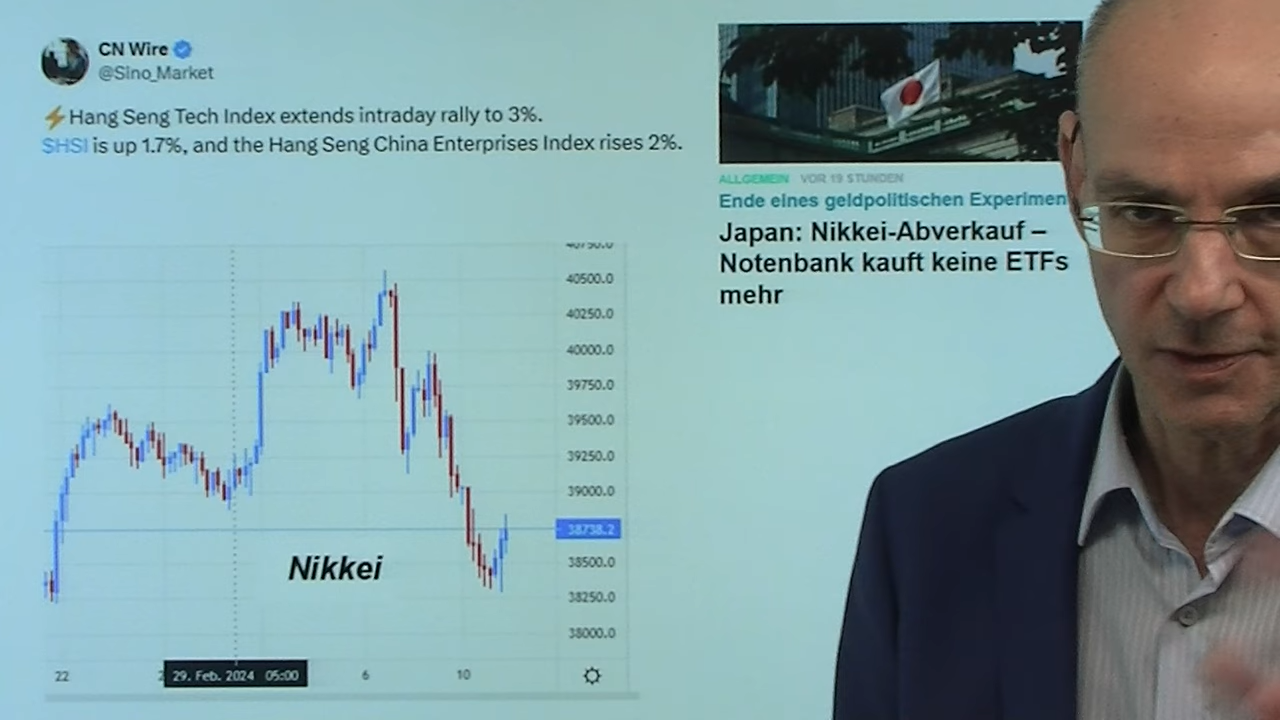 CN Wire
@Sino_Market
⚡Hang Seng Tech Index extends intraday rally to 3%.
$HSI is up 1.7%, and the Hang Seng China Enterprises Index rises 2%.
ALLGEMEIN VOR 19 STUNDEN
Ende eines geldpolitischen Experimen
Japan: Nikkei-Abverkauf –
Notenbank kauft keine ETFs
mehr
40750.0
40500.0
40250.0
40000.0
39750.0
39500.0
39250.0
39000.0
38738.2
38500.0
38250.0
38000.0
Nikkei
22
2
29. Feb. 2024 05:00
6
10